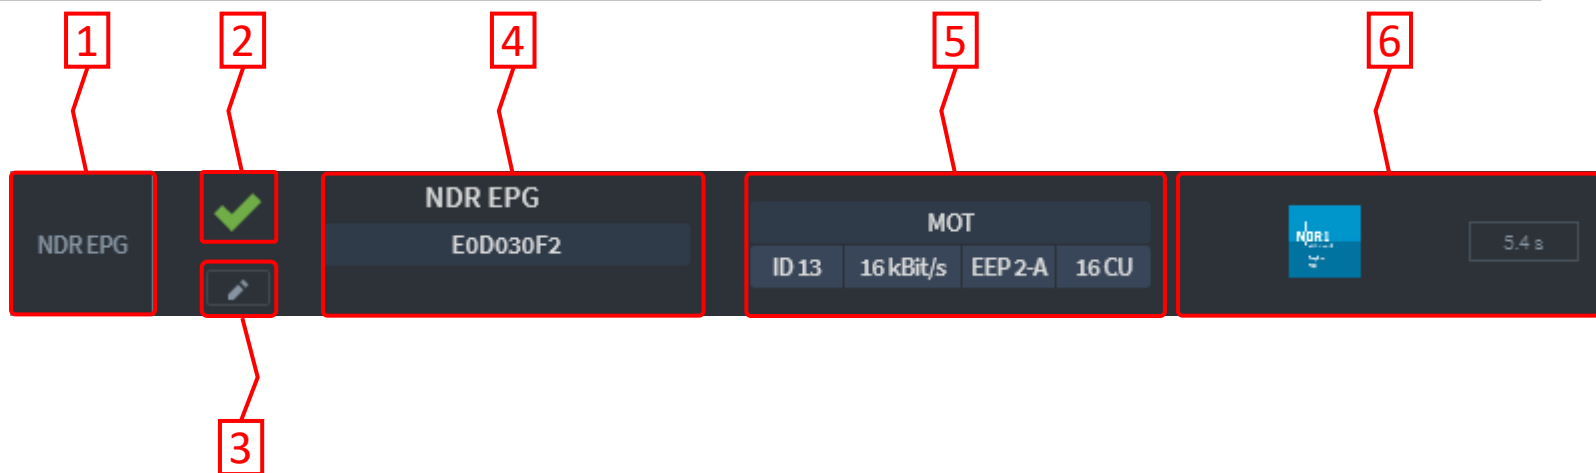 1
2
4
5
6
NDR EPG
NDR EPG
E0D030F2
MOT
ID 13
16 kBit/s
EEP 2-A
16 CU
NDR1
5.4 s
3